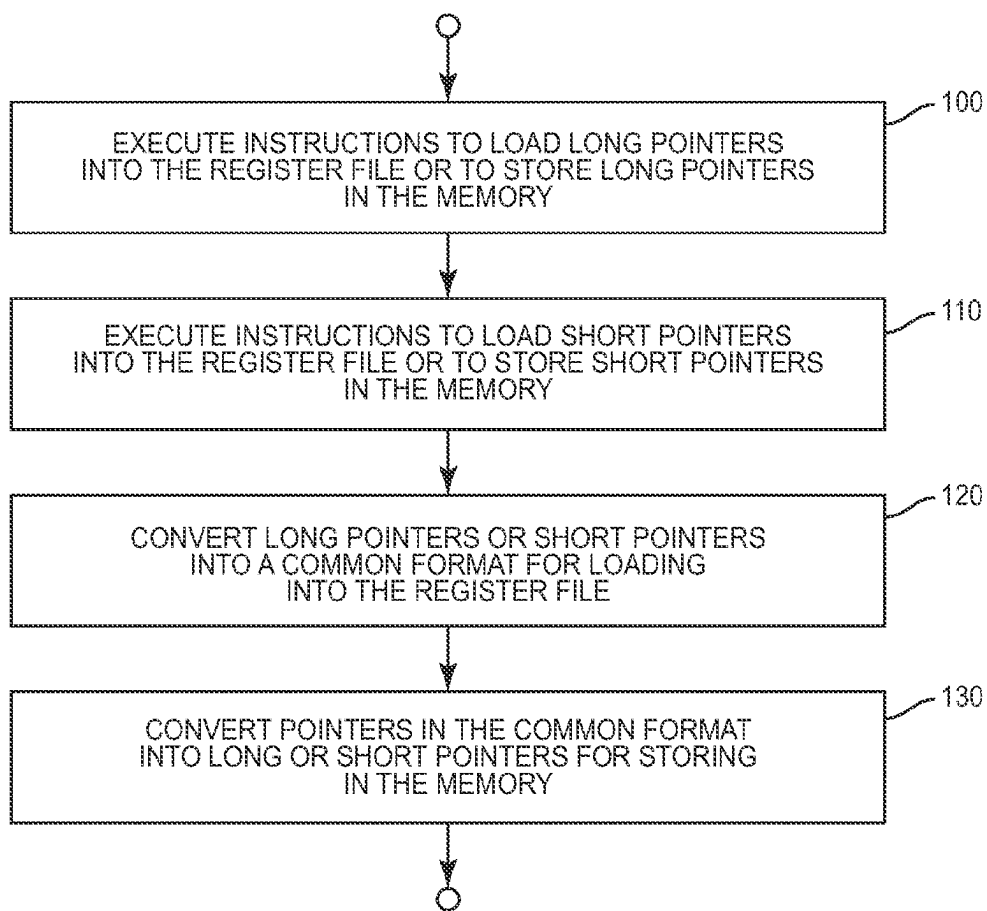 100
EXECUTE INSTRUCTIONS TO LOAD LONG POINTERS
INTO THE REGISTER FILE OR TO STORE LONG POINTERS
IN THE MEMORY
110
EXECUTE INSTRUCTIONS TO LOAD SHORT POINTERS
INTO THE REGISTER FILE OR TO STORE SHORT POINTERS
IN THE MEMORY
120
CONVERT LONG POINTERS OR SHORT POINTERS
INTO A COMMON FORMAT FOR LOADING
INTO THE REGISTER FILE
130
CONVERT POINTERS IN THE COMMON FORMAT
INTO LONG OR SHORT POINTERS FOR STORING
IN THE MEMORY